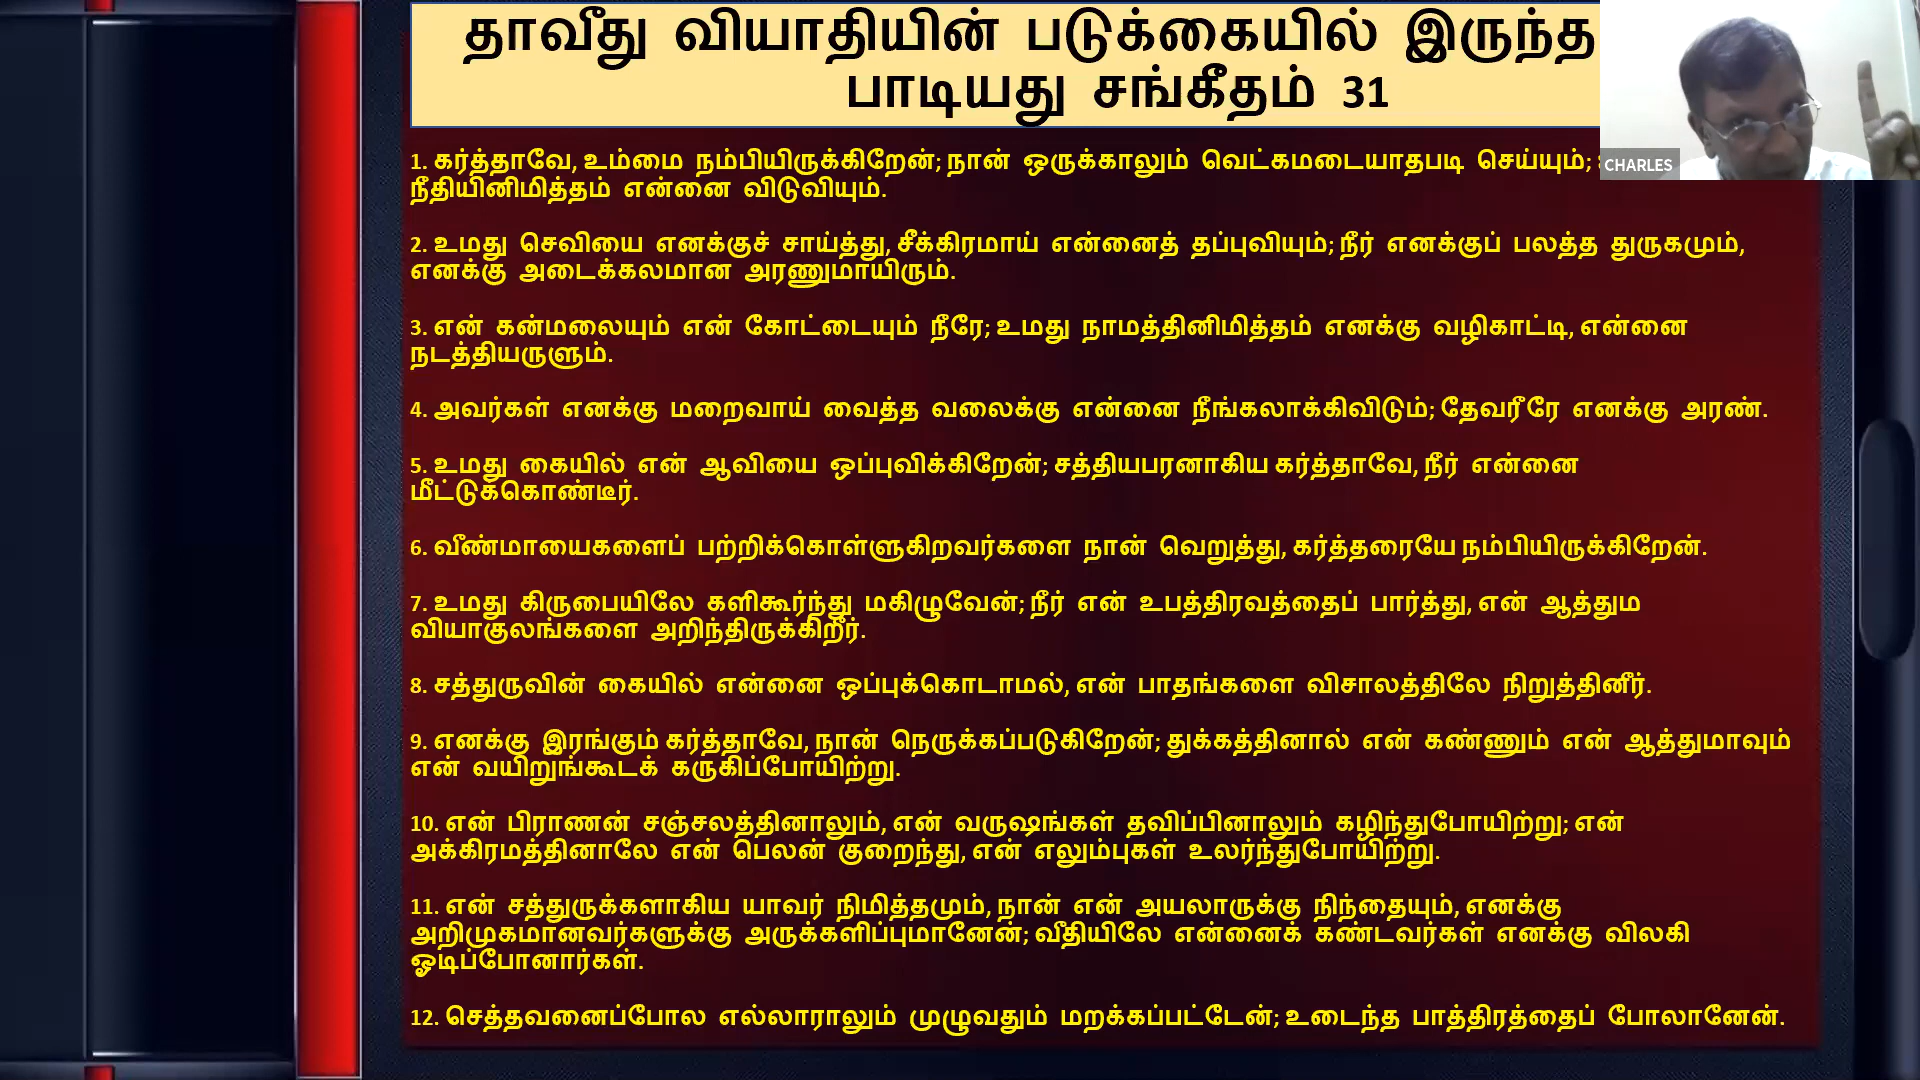 தாவீது வியாதியின் படுக்கையில் இருந்த
பாடியது சங்கீதம் 31
CHARLES
1. கர்த்தாவே, உம்மை நம்பியிருக்கிறேன்; நான் ஒருக்காலும் வெட்கமடையாதபடி செய்யும்;
நீதியினிமித்தம் என்னை விடுவியும்.
2. உமது செவியை எனக்குச் சாய்த்து, சீக்கிரமாய் என்னைத் தப்புவியும்; நீர் எனக்குப் பலத்த துருகமும்,
எனக்கு அடைக்கலமான அரணுமாயிரும்.
3. என் கன்மலையும் என் கோட்டையும் நீரே; உமது நாமத்தினிமித்தம் எனக்கு வழிகாட்டி, என்னை
நடத்தியருளும்.
4. அவர்கள் எனக்கு மறைவாய் வைத்த வலைக்கு என்னை நீங்கலாக்கிவிடும்; தேவரீரே எனக்கு அரண்.
5. உமது கையில் என் ஆவியை ஒப்புவிக்கிறேன்; சத்தியபரனாகிய கர்த்தாவே, நீர் என்னை
மீட்டுக்கொண்டீர்.
6. வீண்மாயைகளைப் பற்றிக்கொள்ளுகிறவர்களை நான் வெறுத்து, கர்த்தரையே நம்பியிருக்கிறேன்.
7. உமது கிருபையிலே களிகூர்ந்து மகிழுவேன்; நீர் என் உபத்திரவத்தைப் பார்த்து, என் ஆத்தும
வியாகுலங்களை அறிந்திருக்கிறீர்.
8. சத்துருவின் கையில் என்னை ஒப்புக்கொடாமல், என் பாதங்களை விசாலத்திலே நிறுத்தினீர்.
9. எனக்கு இரங்கும் கர்த்தாவே, நான் நெருக்கப்படுகிறேன்; துக்கத்தினால் என் கண்ணும் என் ஆத்துமாவும்
என் வயிறுங்கூடக் கருகிப்போயிற்று.
10. என் பிராணன் சஞ்சலத்தினாலும், என் வருஷங்கள் தவிப்பினாலும் கழிந்துபோயிற்று; என்
அக்கிரமத்தினாலே என் பெலன் குறைந்து, என் எலும்புகள் உலர்ந்துபோயிற்று.
11. என் சத்துருக்களாகிய யாவர் நிமித்தமும், நான் என் அயலாருக்கு நிந்தையும், எனக்கு
அறிமுகமானவர்களுக்கு அருக்களிப்புமானேன்; வீதியிலே என்னைக் கண்டவர்கள் எனக்கு விலகி
ஓடிப்போனார்கள்.
12. செத்தவனைப்போல எல்லாராலும் முழுவதும் மறக்கப்பட்டேன்; உடைந்த பாத்திரத்தைப் போலானேன்.